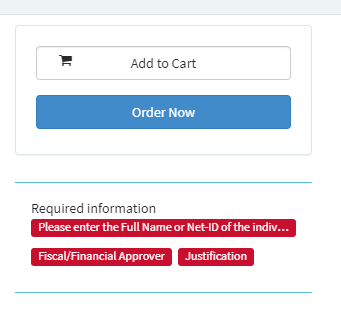 Add to Cart
Order Now
Required information
Please enter the Full Name or Net-ID of the indiv...
Fiscal/Financial Approver Justification